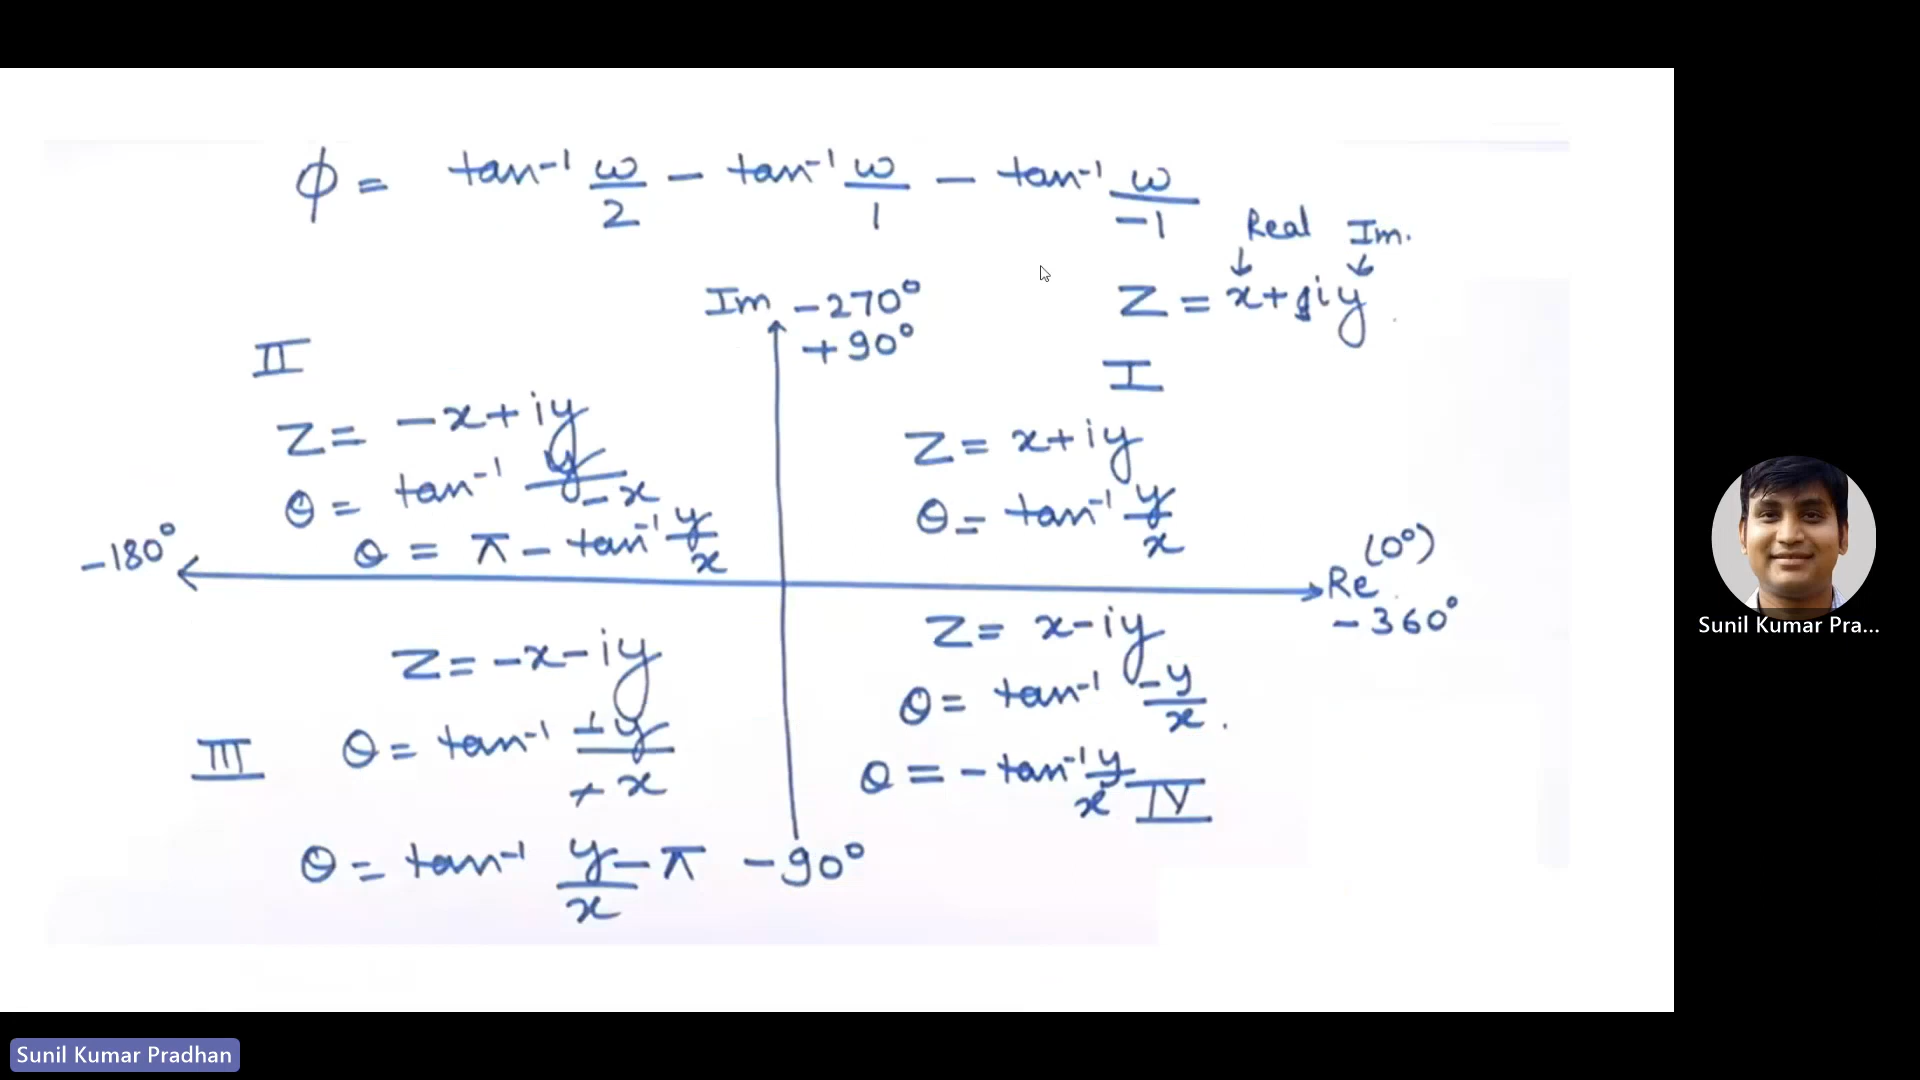 ϕ = tan⁻¹ ω/2 - tan⁻¹ ω/1 - tan⁻¹ ω/-1
Real Im.
↓ ↓
Z = x+iy
Im -270°
+90°
II
Z = -x+iy
θ = tan⁻¹ y/-x
θ = π - tan⁻¹ y/x
I
Z = x+iy
θ = tan⁻¹ y/x
-180°
(0°)
Re
-360°
Z = -x-iy
III
θ = tan⁻¹ -y/-x
θ = tan⁻¹ y/x - π
-90°
Z = x-iy
θ = tan⁻¹ -y/x.
θ = -tan⁻¹ y/x
IV
Sunil Kumar Pra...
Sunil Kumar Pradhan